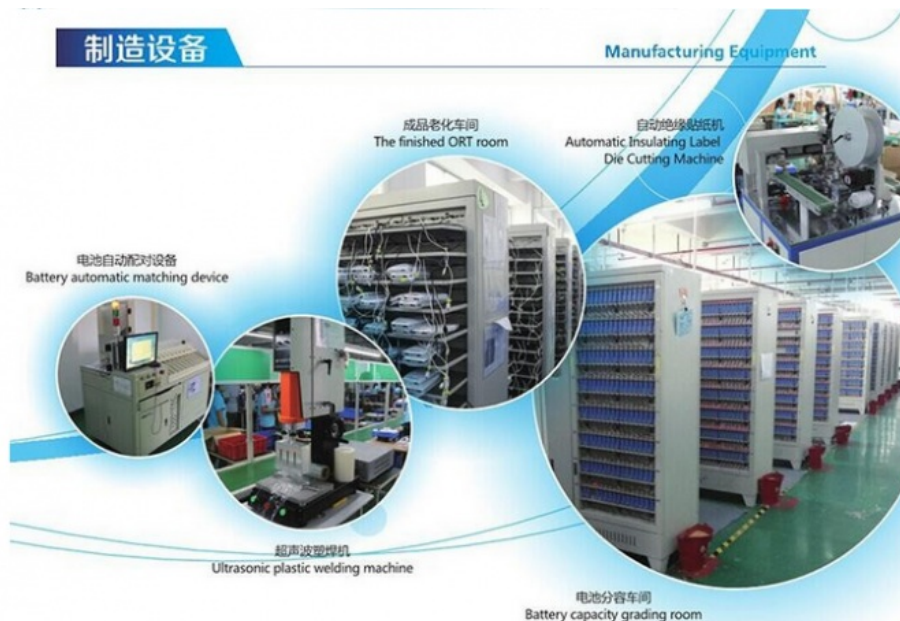 制造设备
Manufacturing Equipment
成品老化车间
The finished ORT room
自动绝缘贴纸机
Automatic Insulating Label
Die Cutting Machine
电池自动配对设备
Battery automatic matching device
超声波塑焊机
Ultrasonic plastic welding machine
电池分容车间
Battery capacity grading room